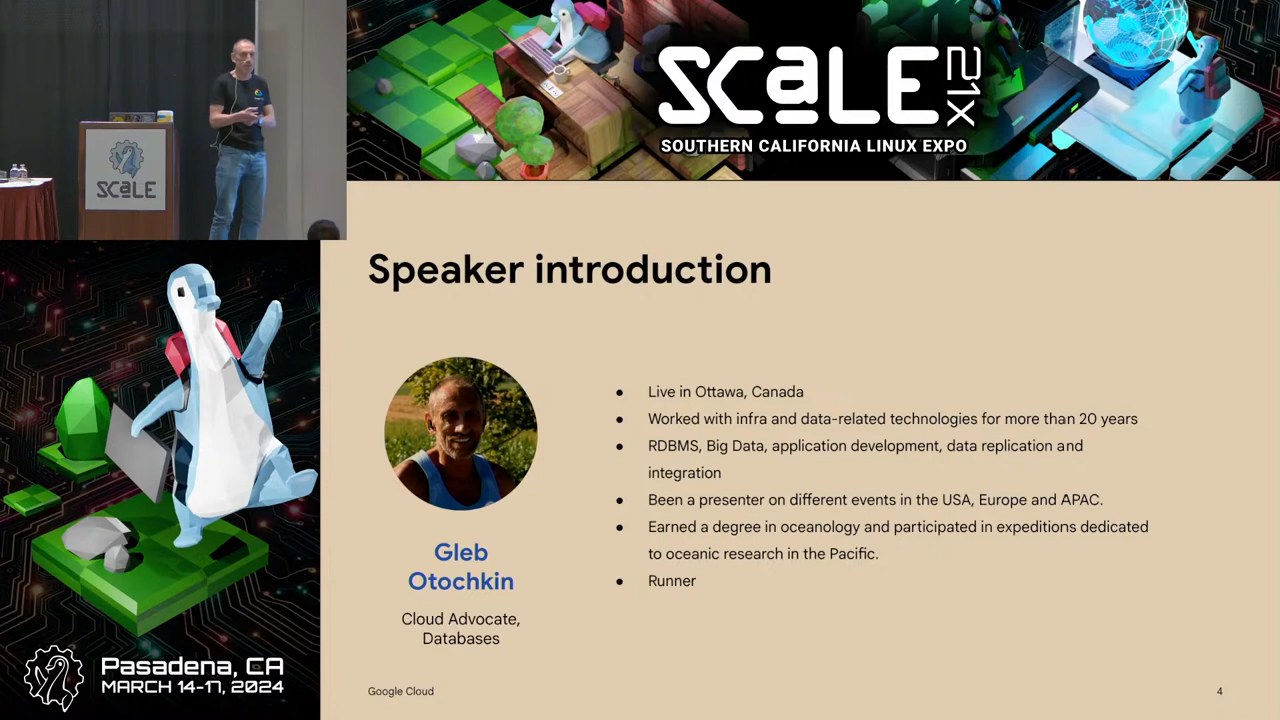 SCaLE
SCaLE 21x
SOUTHERN CALIFORNIA LINUX EXPO
Speaker introduction
Gleb
Otochkin
Cloud Advocate,
Databases
● Live in Ottawa, Canada
● Worked with infra and data-related technologies for more than 20 years
● RDBMS, Big Data, application development, data replication and
integration
● Been a presenter on different events in the USA, Europe and APAC.
● Earned a degree in oceanology and participated in expeditions dedicated
to oceanic research in the Pacific.
● Runner
Pasadena, CA
MARCH 14-17, 2024
Google Cloud
4